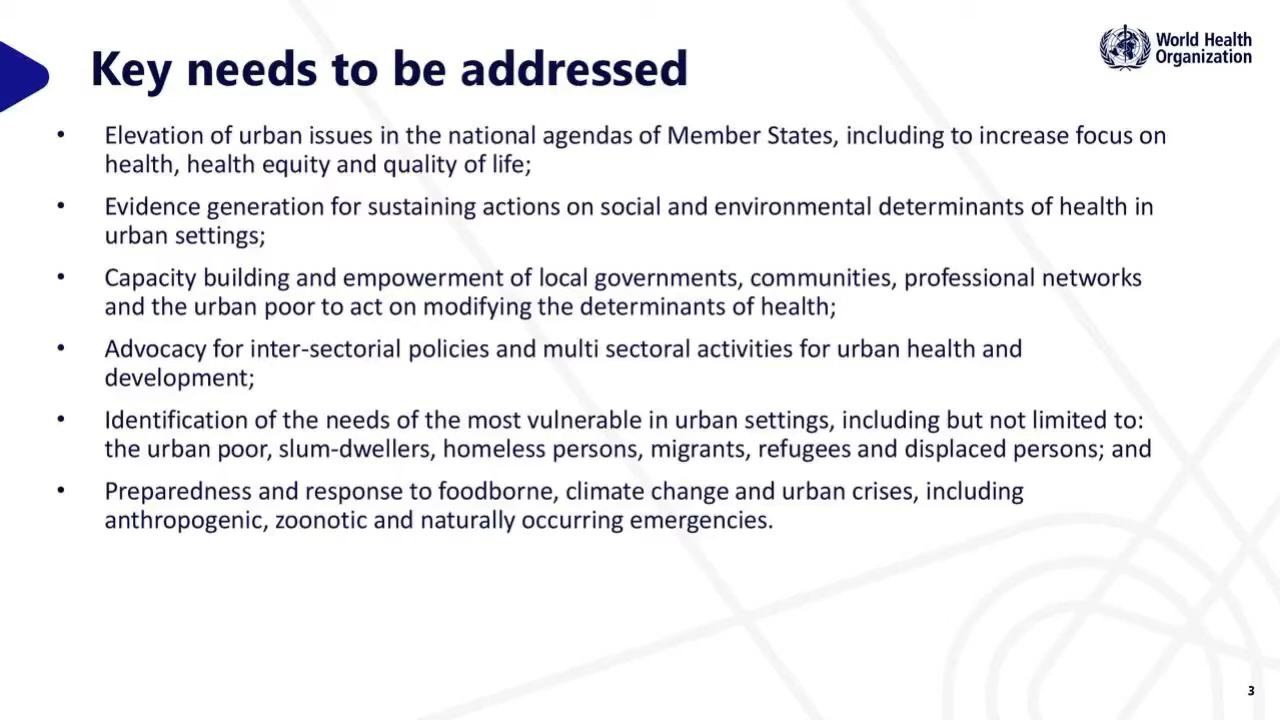 Key needs to be addressed
World Health
Organization
• Elevation of urban issues in the national agendas of Member States, including to increase focus on
health, health equity and quality of life;
• Evidence generation for sustaining actions on social and environmental determinants of health in
urban settings;
• Capacity building and empowerment of local governments, communities, professional networks
and the urban poor to act on modifying the determinants of health;
• Advocacy for inter-sectorial policies and multi sectoral activities for urban health and
development;
• Identification of the needs of the most vulnerable in urban settings, including but not limited to:
the urban poor, slum-dwellers, homeless persons, migrants, refugees and displaced persons; and
• Preparedness and response to foodborne, climate change and urban crises, including
anthropogenic, zoonotic and naturally occurring emergencies.
3